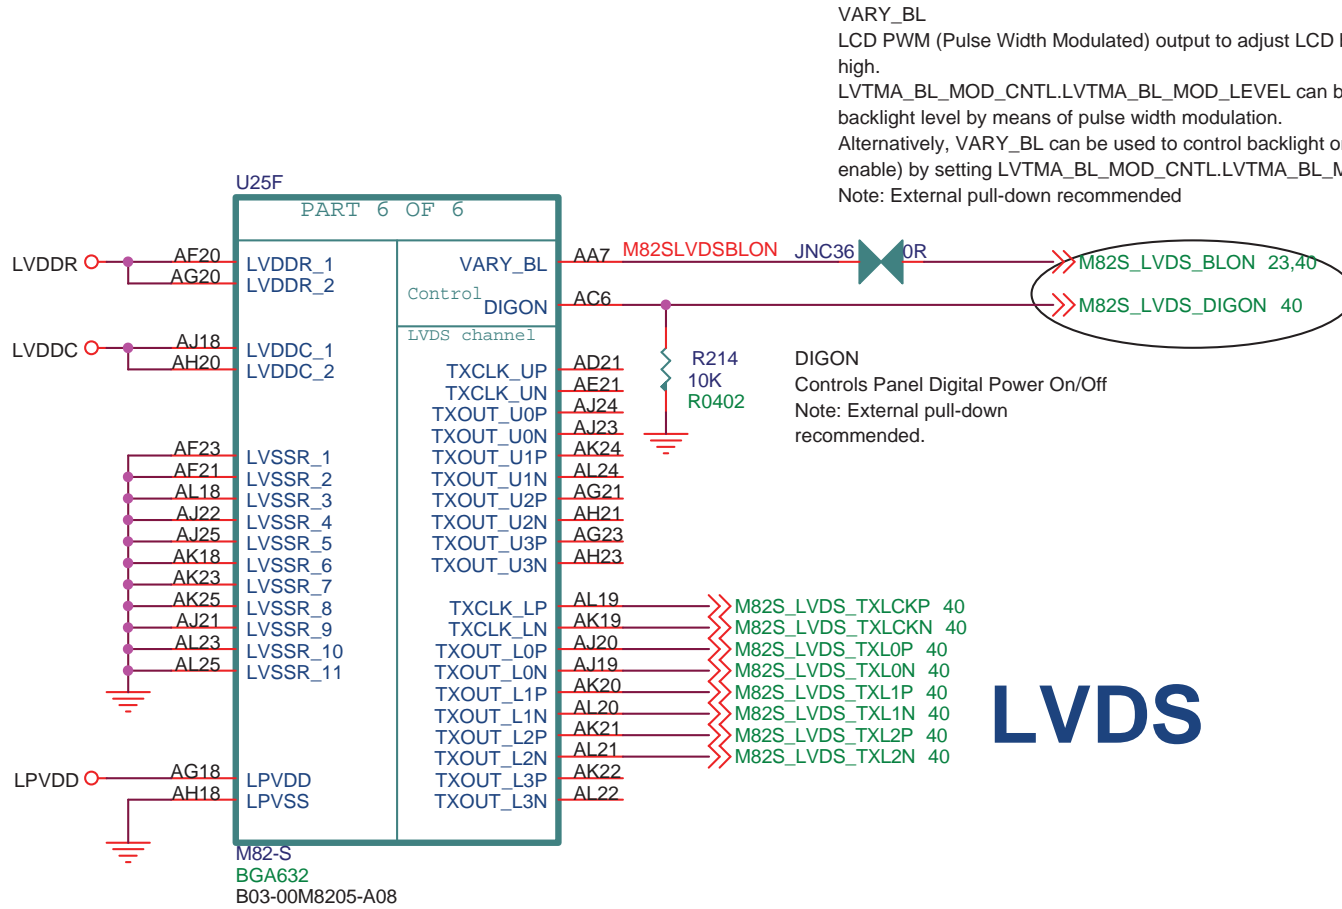 VARY_BL
LCD PWM (Pulse Width Modulated) output to adjust LCD
high.
LVTMA_BL_MOD_CNTL.LVTMA_BL_MOD_LEVEL can b
backlight level by means of pulse width modulation.
Alternatively, VARY_BL can be used to control backlight o
enable) by setting LVTMA_BL_MOD_CNTL.LVTMA_BL_M
Note: External pull-down recommended
U25F
PART 6 OF 6
LVDDR AF20 LVDDR_1 VARY_BL AA7 M82SLVDSBLON JNC36 0R M82S_LVDS_BLON 23,40
AG20 LVDDR_2
Control DIGON AC6 M82S_LVDS_DIGON 40
LVDS channel
LVDDC AJ18 LVDDC_1
AH20 LVDDC_2
TXCLK_UP AD21
TXCLK_UN AE21
TXOUT_U0P AJ24
TXOUT_U0N AJ23
R214
10K
R0402
DIGON
Controls Panel Digital Power On/Off
Note: External pull-down
recommended.
AF23 LVSSR_1 TXOUT_U1P AK24
AF21 LVSSR_2 TXOUT_U1N AL24
AL18 LVSSR_3 TXOUT_U2P AG21
AJ22 LVSSR_4 TXOUT_U2N AH21
AJ25 LVSSR_5 TXOUT_U3P AG23
AK18 LVSSR_6 TXOUT_U3N AH23
AK23 LVSSR_7
AK25 LVSSR_8 TXCLK_LP AL19 M82S_LVDS_TXLCKP 40
AJ21 LVSSR_9 TXCLK_LN AK19 M82S_LVDS_TXLCKN 40
AL23 LVSSR_10 TXOUT_L0P AJ20 M82S_LVDS_TXL0P 40
AL25 LVSSR_11 TXOUT_L0N AJ19 M82S_LVDS_TXL0N 40
TXOUT_L1P AK20 M82S_LVDS_TXL1P 40
TXOUT_L1N AL20 M82S_LVDS_TXL1N 40
TXOUT_L2P AK21 M82S_LVDS_TXL2P 40
TXOUT_L2N AL21 M82S_LVDS_TXL2N 40
LVDS
LPVDD AG18 LPVDD TXOUT_L3P AK22
AH18 LPVSS TXOUT_L3N AL22
M82-S
BGA632
B03-00M8205-A08